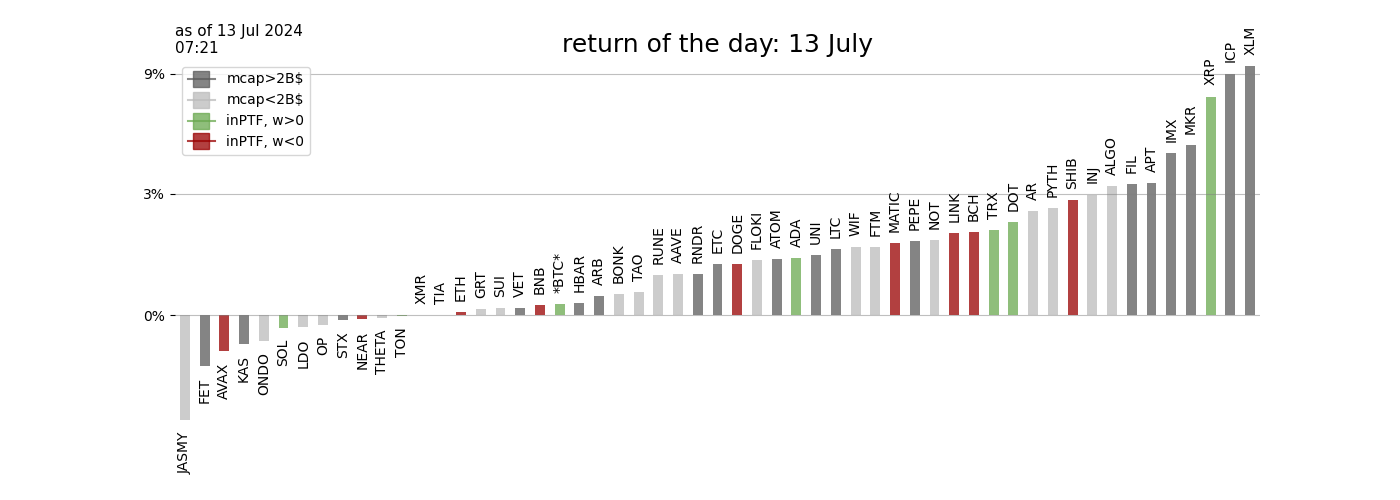 as of 13 Jul 2024
07:21
return of the day: 13 July
mcap>2B$
mcap<2B$
inPTF, w>0
inPTF, w<0
9%
3%
0%
JASMY
FET
AVAX
KAS
ONDO
SOL
LDO
OP
STX
NEAR
THETA
TON
XMR
TIA
ETH
GRT
SUI
VET
BNB
*BTC*
HBAR
ARB
BONK
TAO
RUNE
AAVE
RNDR
ETC
DOGE
FLOKI
ATOM
ADA
UNI
LTC
WIF
FTM
MATIC
PEPE
NOT
LINK
BCH
TRX
DOT
AR
PYTH
SHIB
INJ
ALGO
FIL
APT
IMX
MKR
XRP
ICP
XLM